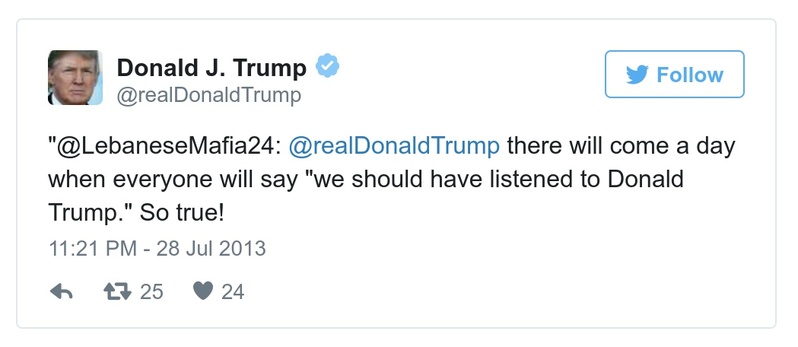 Donald J. Trump
@realDonaldTrump
Follow
"@LebaneseMafia24: @realDonaldTrump there will come a day
when everyone will say "we should have listened to Donald
Trump." So true!
11:21 PM - 28 Jul 2013
25 24